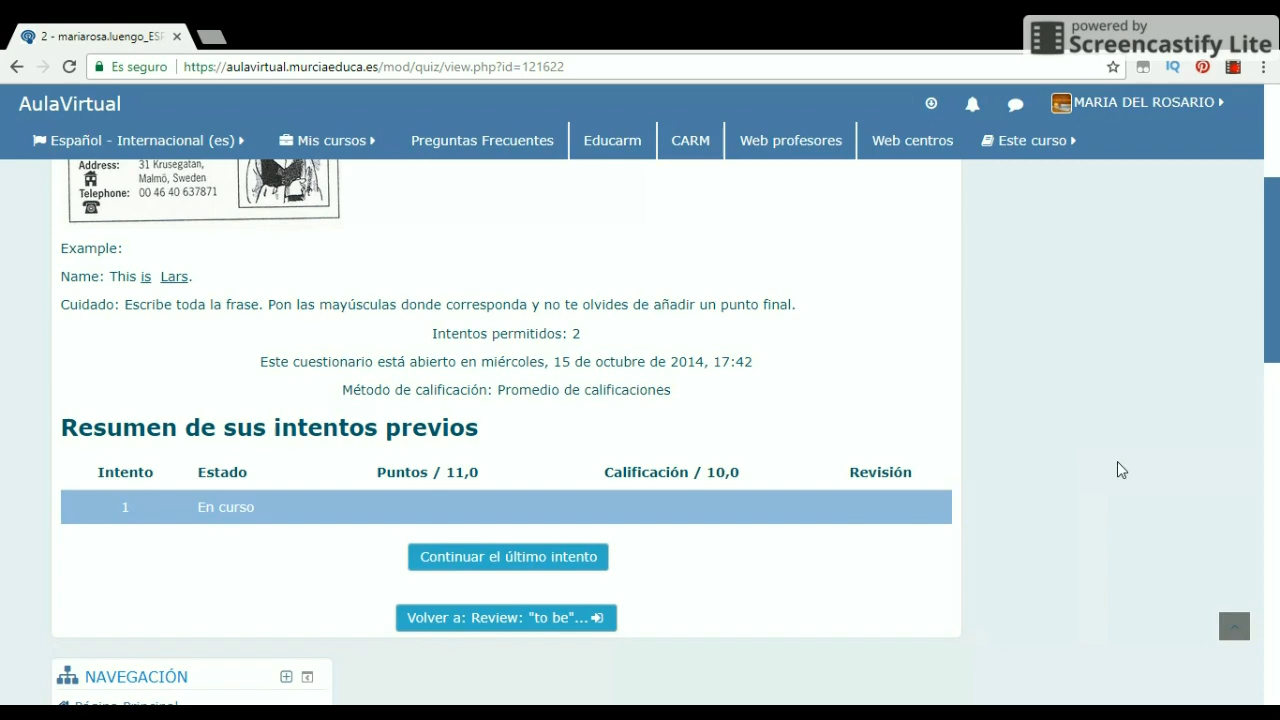 powered by
Screencastify Lite
2 - mariarosa.luengo_ESP
Es seguro
https://aulavirtual.murciaeduca.es/mod/quiz/view.php?id=121622
AulaVirtual
MARIA DEL ROSARIO
Español - Internacional (es) Mis cursos Preguntas Frecuentes Educarm CARM Web profesores Web centros Este curso
Address: 31 Krusegatan,
Malmö, Sweden
Telephone: 00 46 40 637871
Example:
Name: This is Lars.
Cuidado: Escribe toda la frase. Pon las mayúsculas donde corresponda y no te olvides de añadir un punto final.
Intentos permitidos: 2
Este cuestionario está abierto en miércoles, 15 de octubre de 2014, 17:42
Método de calificación: Promedio de calificaciones
Resumen de sus intentos previos
Intento Estado Puntos / 11,0 Calificación / 10,0 Revisión
1 En curso
Continuar el último intento
Volver a: Review: "to be"...
NAVEGACIÓN
Página Principal